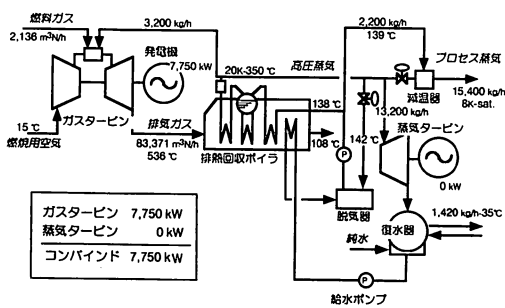 燃料ガス
2,136 m³N/h
3,200 kg/h
2,200 kg/h
139 ℃
発電機
7,750 kW
高圧蒸気
プロセス蒸気
20K-350 ℃
減温器
15,400 kg/h
8K-sat.
15 ℃
燃焼用空気
ガスタービン
排気ガス
83,371 m³N/h
536 ℃
138 ℃
108 ℃
排熱回収ボイラ
142 ℃
13,200 kg/h
蒸気タービン
0 kW
P
脱気器
ガスタービン 7,750 kW
蒸気タービン 0 kW
コンバインド 7,750 kW
純水
復水器
1,420 kg/h-35℃
P
給水ポンプ